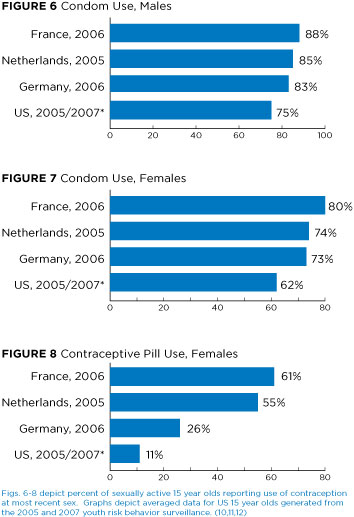 FIGURE 6 Condom Use, Males
France, 2006 88%
Netherlands, 2005 85%
Germany, 2006 83%
US, 2005/2007* 75%
0 20 40 60 80 100
FIGURE 7 Condom Use, Females
France, 2006 80%
Netherlands, 2005 74%
Germany, 2006 73%
US, 2005/2007* 62%
0 20 40 60 80
FIGURE 8 Contraceptive Pill Use, Females
France, 2006 61%
Netherlands, 2005 55%
Germany, 2006 26%
US, 2005/2007* 11%
0 20 40 60 80
Figs. 6-8 depict percent of sexually active 15 year olds reporting use of contraception
at most recent sex. Graphs depict averaged data for US 15 year olds generated from
the 2005 and 2007 youth risk behavior surveillance. (10,11,12)